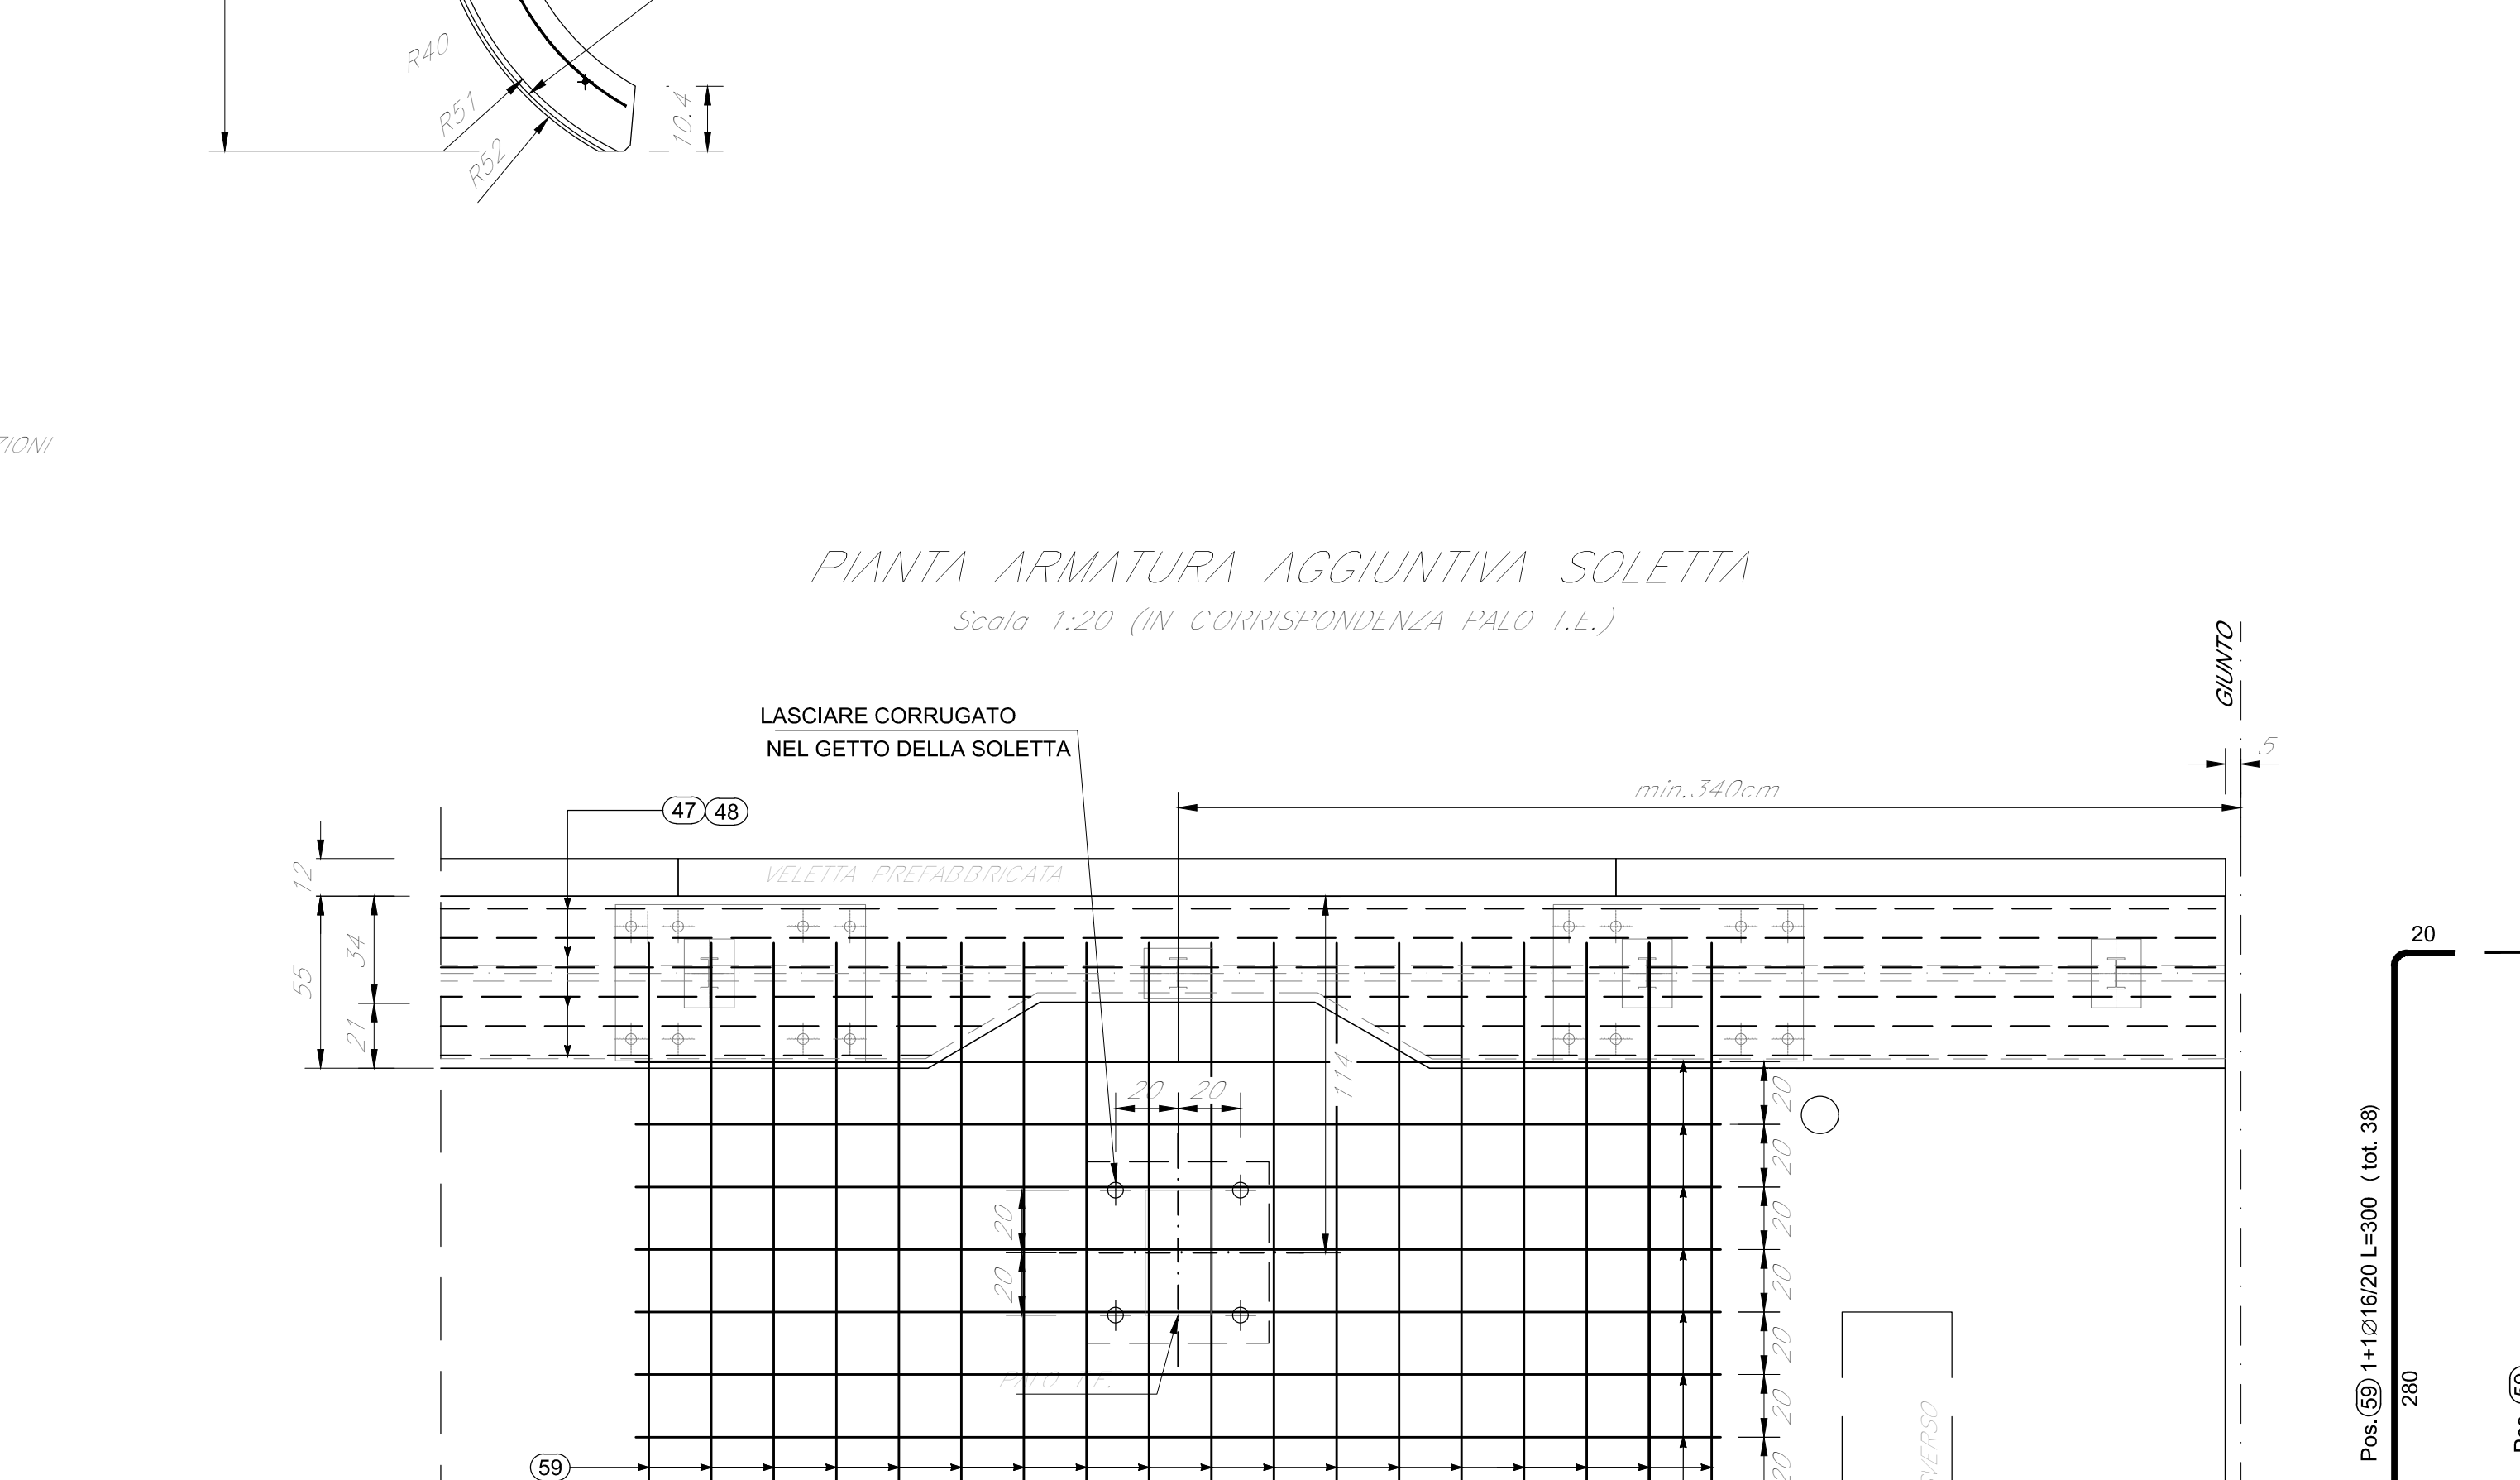 R40
R51
R52
10.4
ZIONI
PIANTA ARMATURA AGGIUNTIVA SOLETTA
Scala 1:20 (IN CORRISPONDENZA PALO T.E.)
GIUNTO
LASCIARE CORRUGATO
NEL GETTO DELLA SOLETTA
5
min.340cm
47 48
12
VELETTA PREFABBRICATA
34
55
21
20
114
20 20
20
20
20
20
20
20
20
20
20
PALO T.E.
VERSO
59
Pos. 59 1+1Ø16/20 L=300 (tot. 38)
280